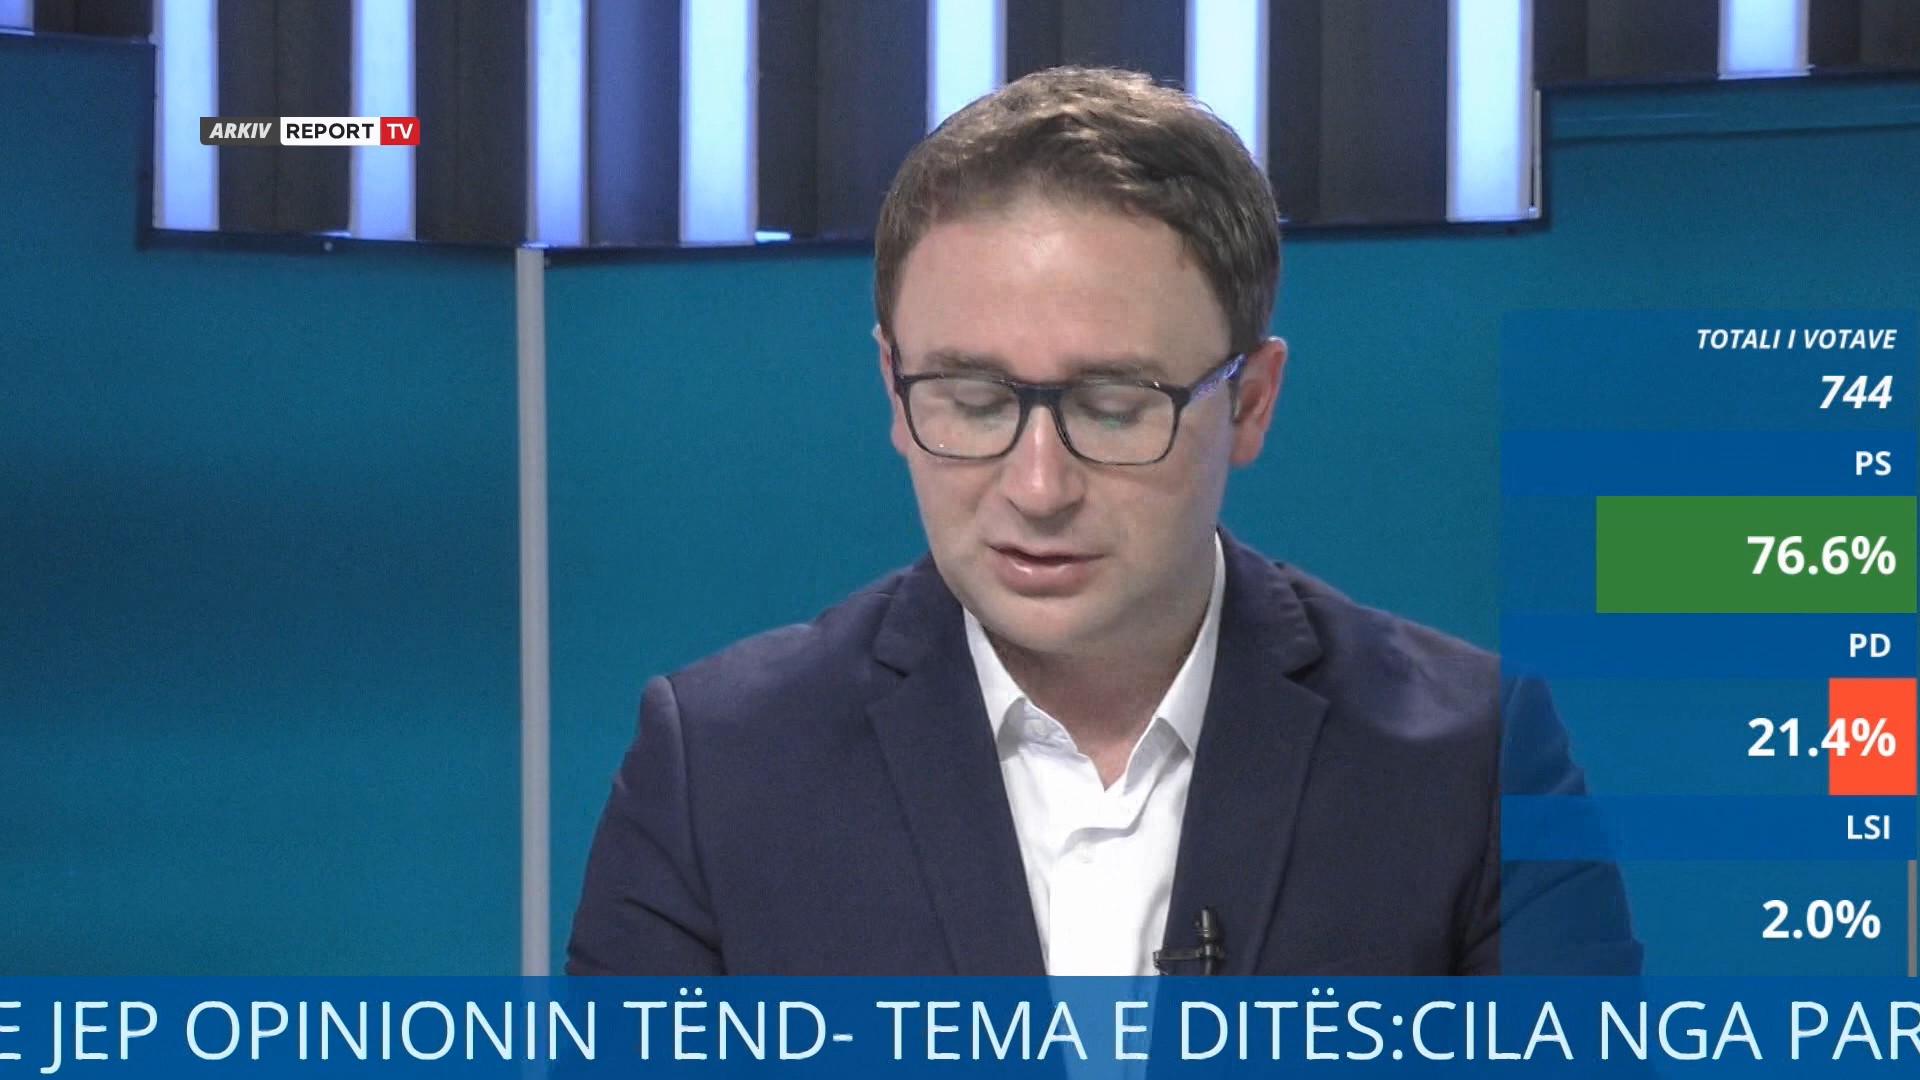 ARKIV REPORT TV
TOTALI I VOTAVE
744
PS
76.6%
PD
21.4%
LSI
2.0%
E JEP OPINIONIN TËND- TEMA E DITËS:CILA NGA PAR